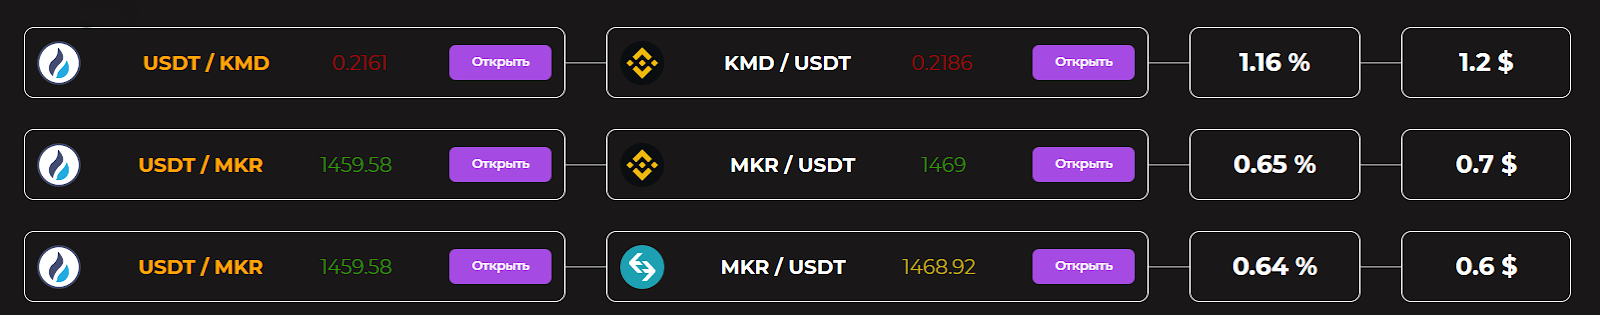 USDT / KMD 0.2161 Открыть KMD / USDT 0.2186 Открыть 1.16 % 1.2 $
USDT / MKR 1459.58 Открыть MKR / USDT 1469 Открыть 0.65 % 0.7 $
USDT / MKR 1459.58 Открыть MKR / USDT 1468.92 Открыть 0.64 % 0.6 $